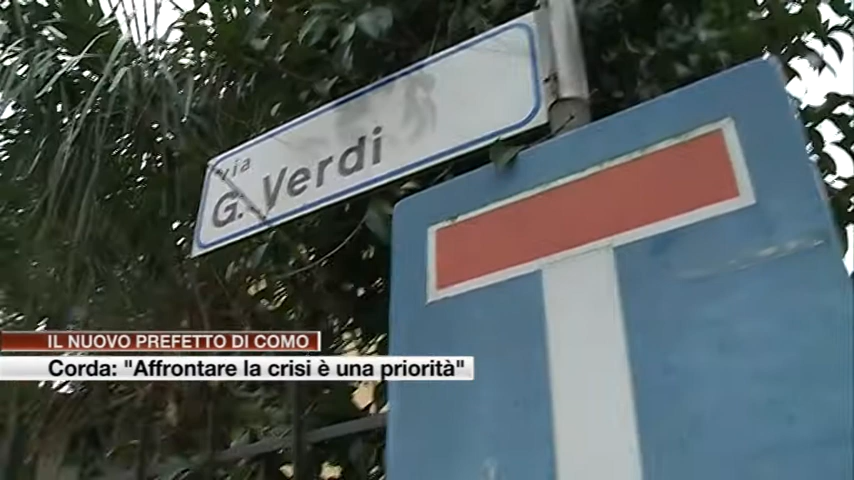 via
G. Verdi
IL NUOVO PREFETTO DI COMO
Corda: "Affrontare la crisi è una priorità"